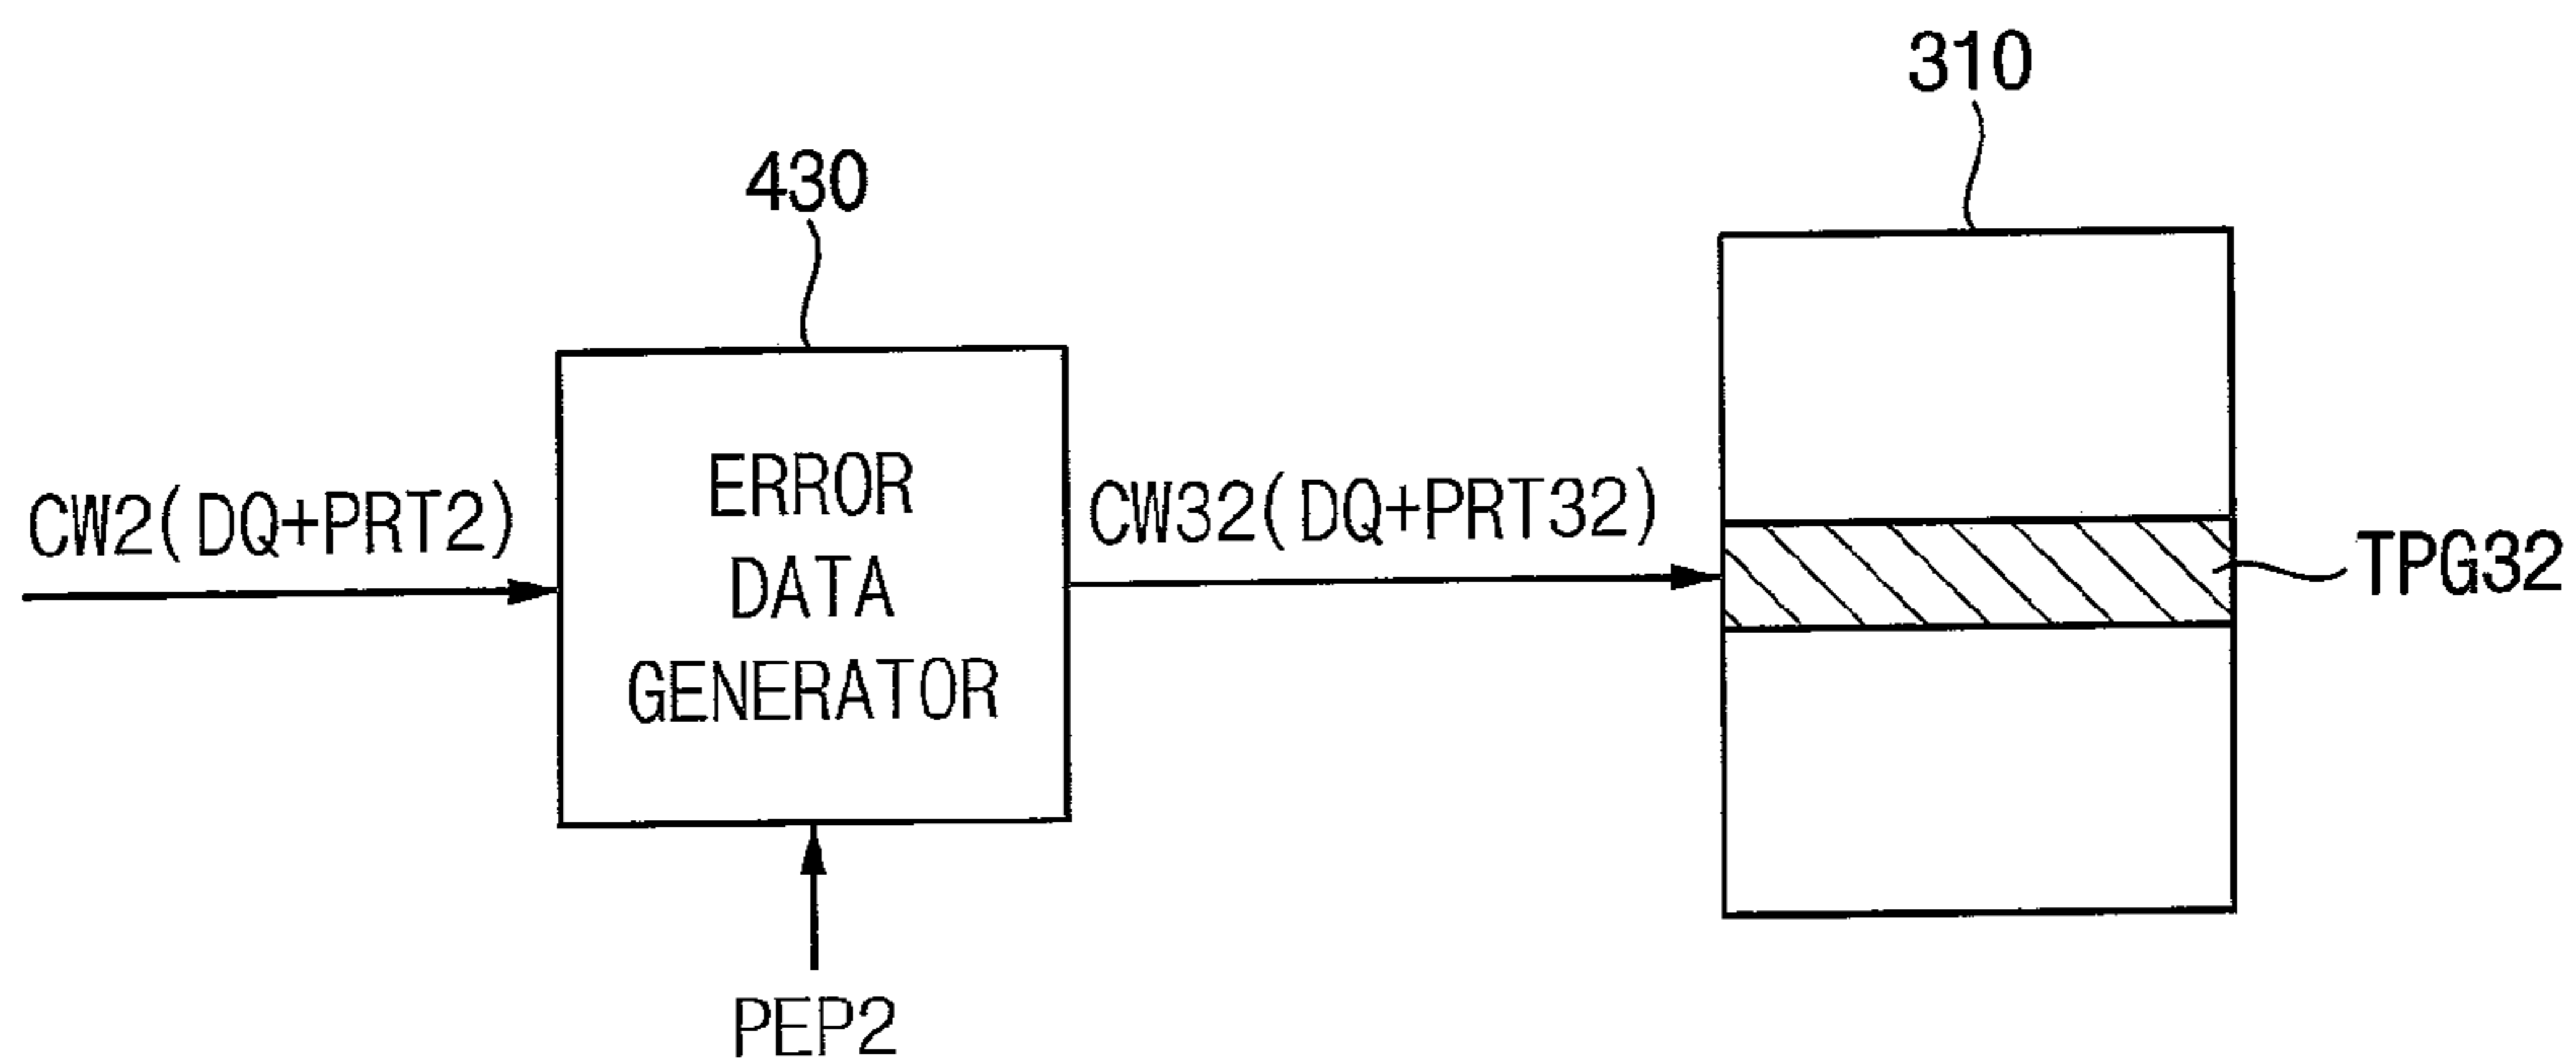 310
430
ERROR
DATA
GENERATOR
CW2(DQ+PRT2)
CW32(DQ+PRT32)
TPG32
PEP2